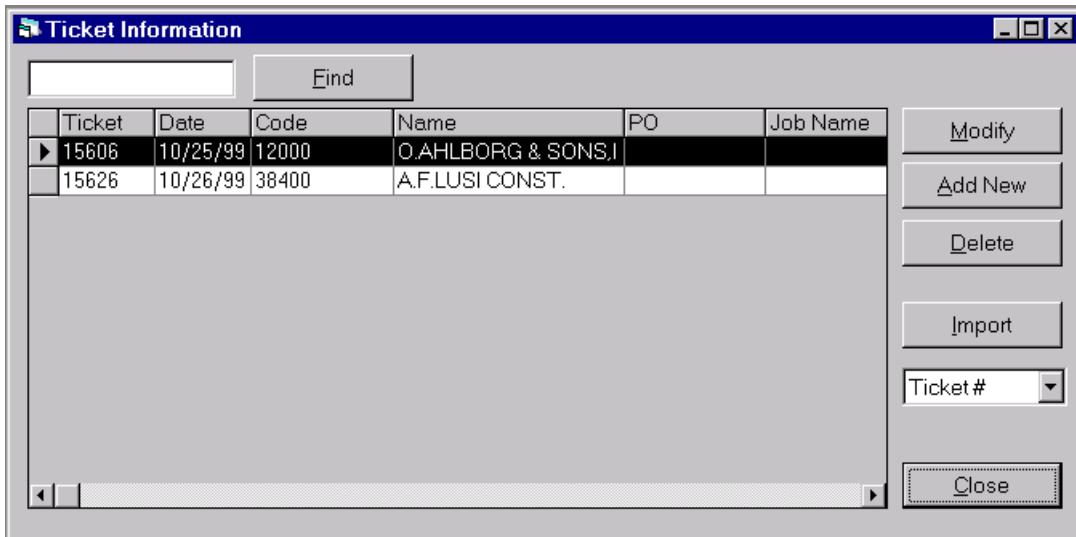 Ticket Information
Find
Ticket Date Code Name PO Job Name
15606 10/25/99 12000 O.AHLBORG & SONS,I
15626 10/26/99 38400 A.F.LUSI CONST.
Modify
Add New
Delete
Import
Ticket #
Close